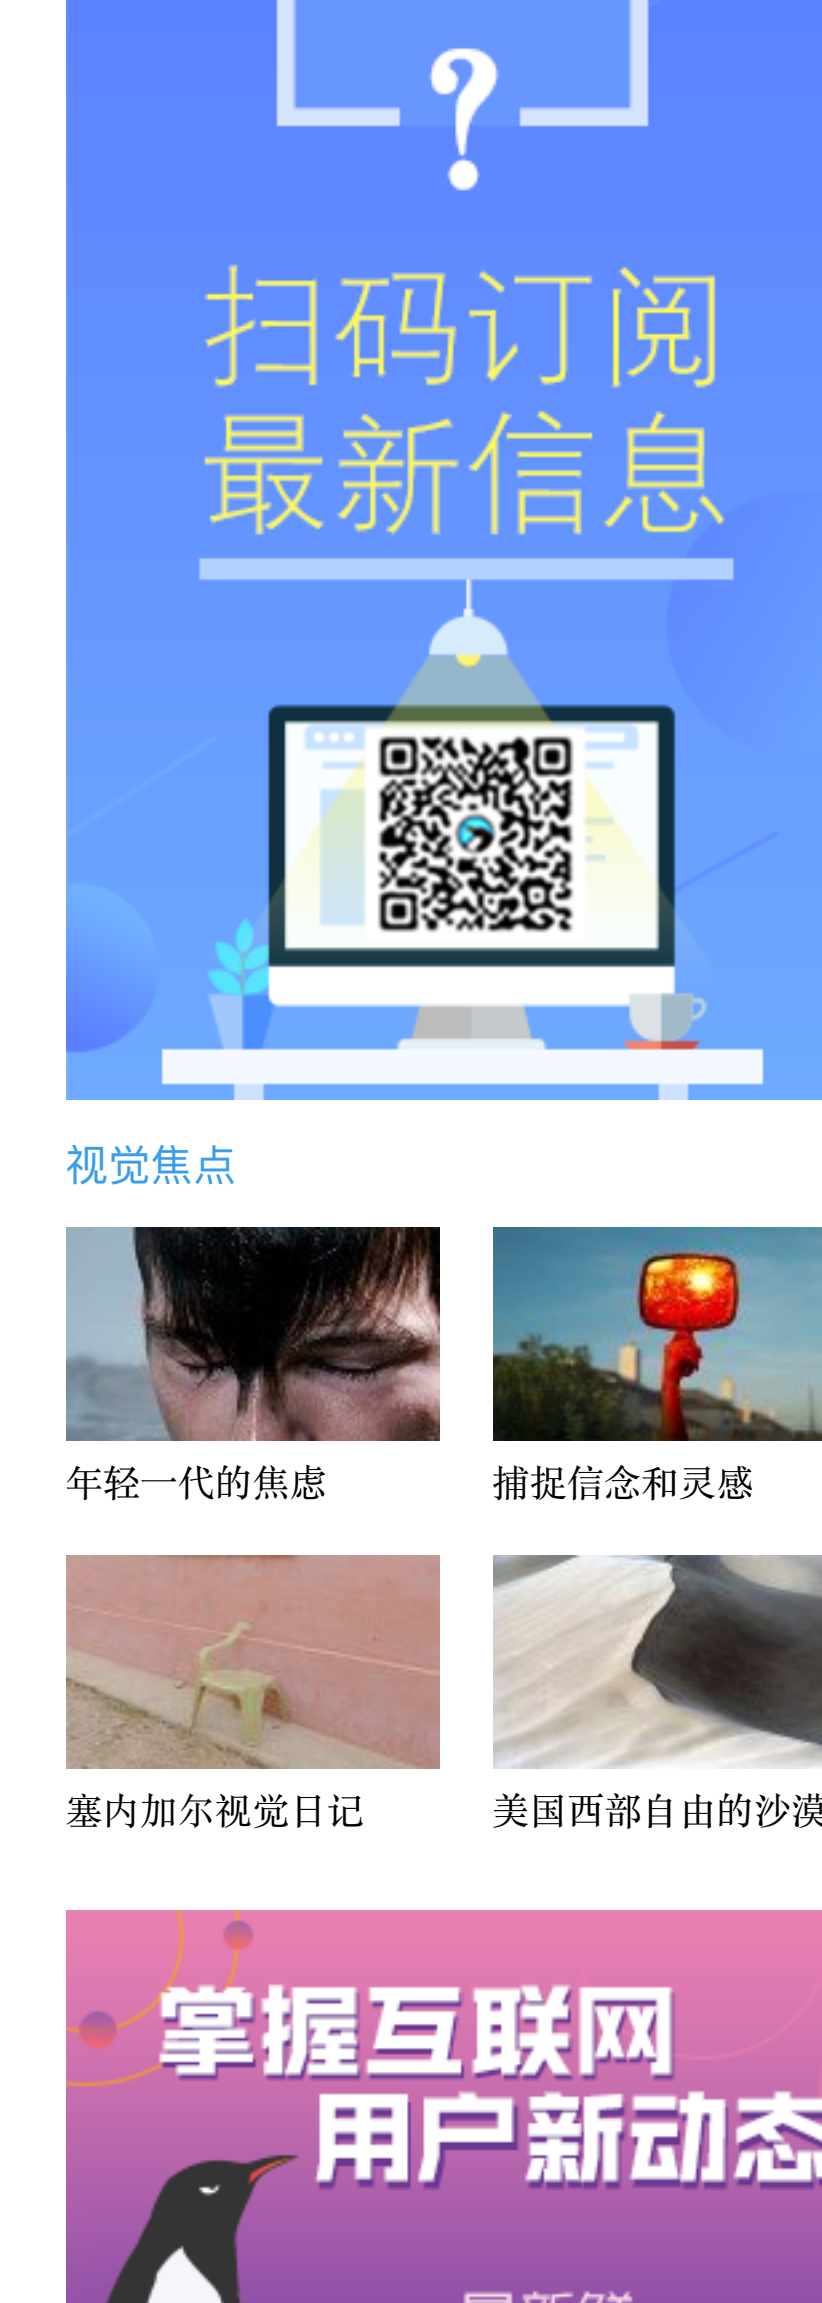 ?
扫码订阅
最新信息
视觉焦点
年轻一代的焦虑
捕捉信念和灵感
塞内加尔视觉日记
美国西部自由的沙漠
掌握互联网
用户新动态